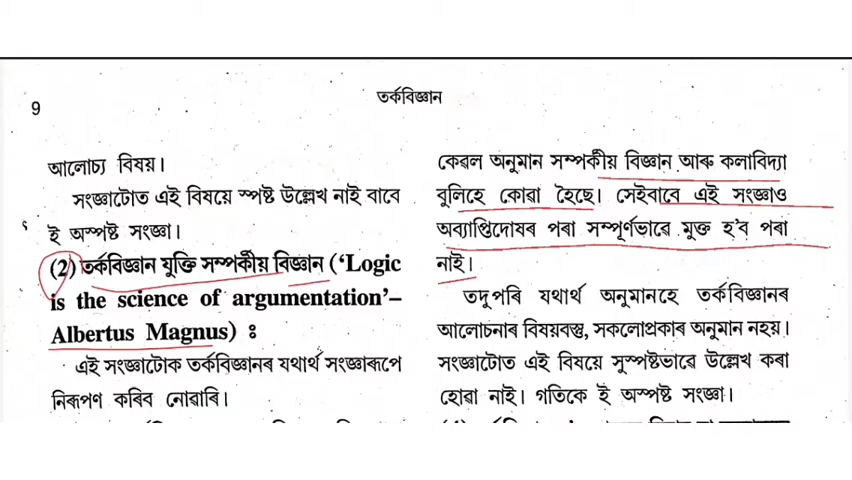 9
তৰ্কবিজ্ঞান
আলোচ্য বিষয়।
সংজ্ঞাটোত এই বিষয়ে স্পষ্ট উল্লেখ নাই বাবে
ই অস্পষ্ট সংজ্ঞা।
(2) তৰ্কবিজ্ঞান যুক্তি সম্পৰ্কীয় বিজ্ঞান (‘Logic
is the science of argumentation’–
Albertus Magnus) ঃ
এই সংজ্ঞাটোক তৰ্কবিজ্ঞানৰ যথাৰ্থ সংজ্ঞাৰূপে
নিৰূপণ কৰিব নোৱাৰি।
কেৱল অনুমান সম্পৰ্কীয় বিজ্ঞান আৰু কলাবিদ্যা
বুলিহে কোৱা হৈছে। সেইবাবে এই সংজ্ঞাও
অব্যাপ্তিদোষৰ পৰা সম্পূৰ্ণভাৱে মুক্ত হ’ব পৰা
নাই।
তদুপৰি যথাৰ্থ অনুমানহে তৰ্কবিজ্ঞানৰ
আলোচনাৰ বিষয়বস্তু, সকলোপ্ৰকাৰ অনুমান নহয়।
সংজ্ঞাটোত এই বিষয়ে সুস্পষ্টভাৱে উল্লেখ কৰা
হোৱা নাই। গতিকে ই অস্পষ্ট সংজ্ঞা।